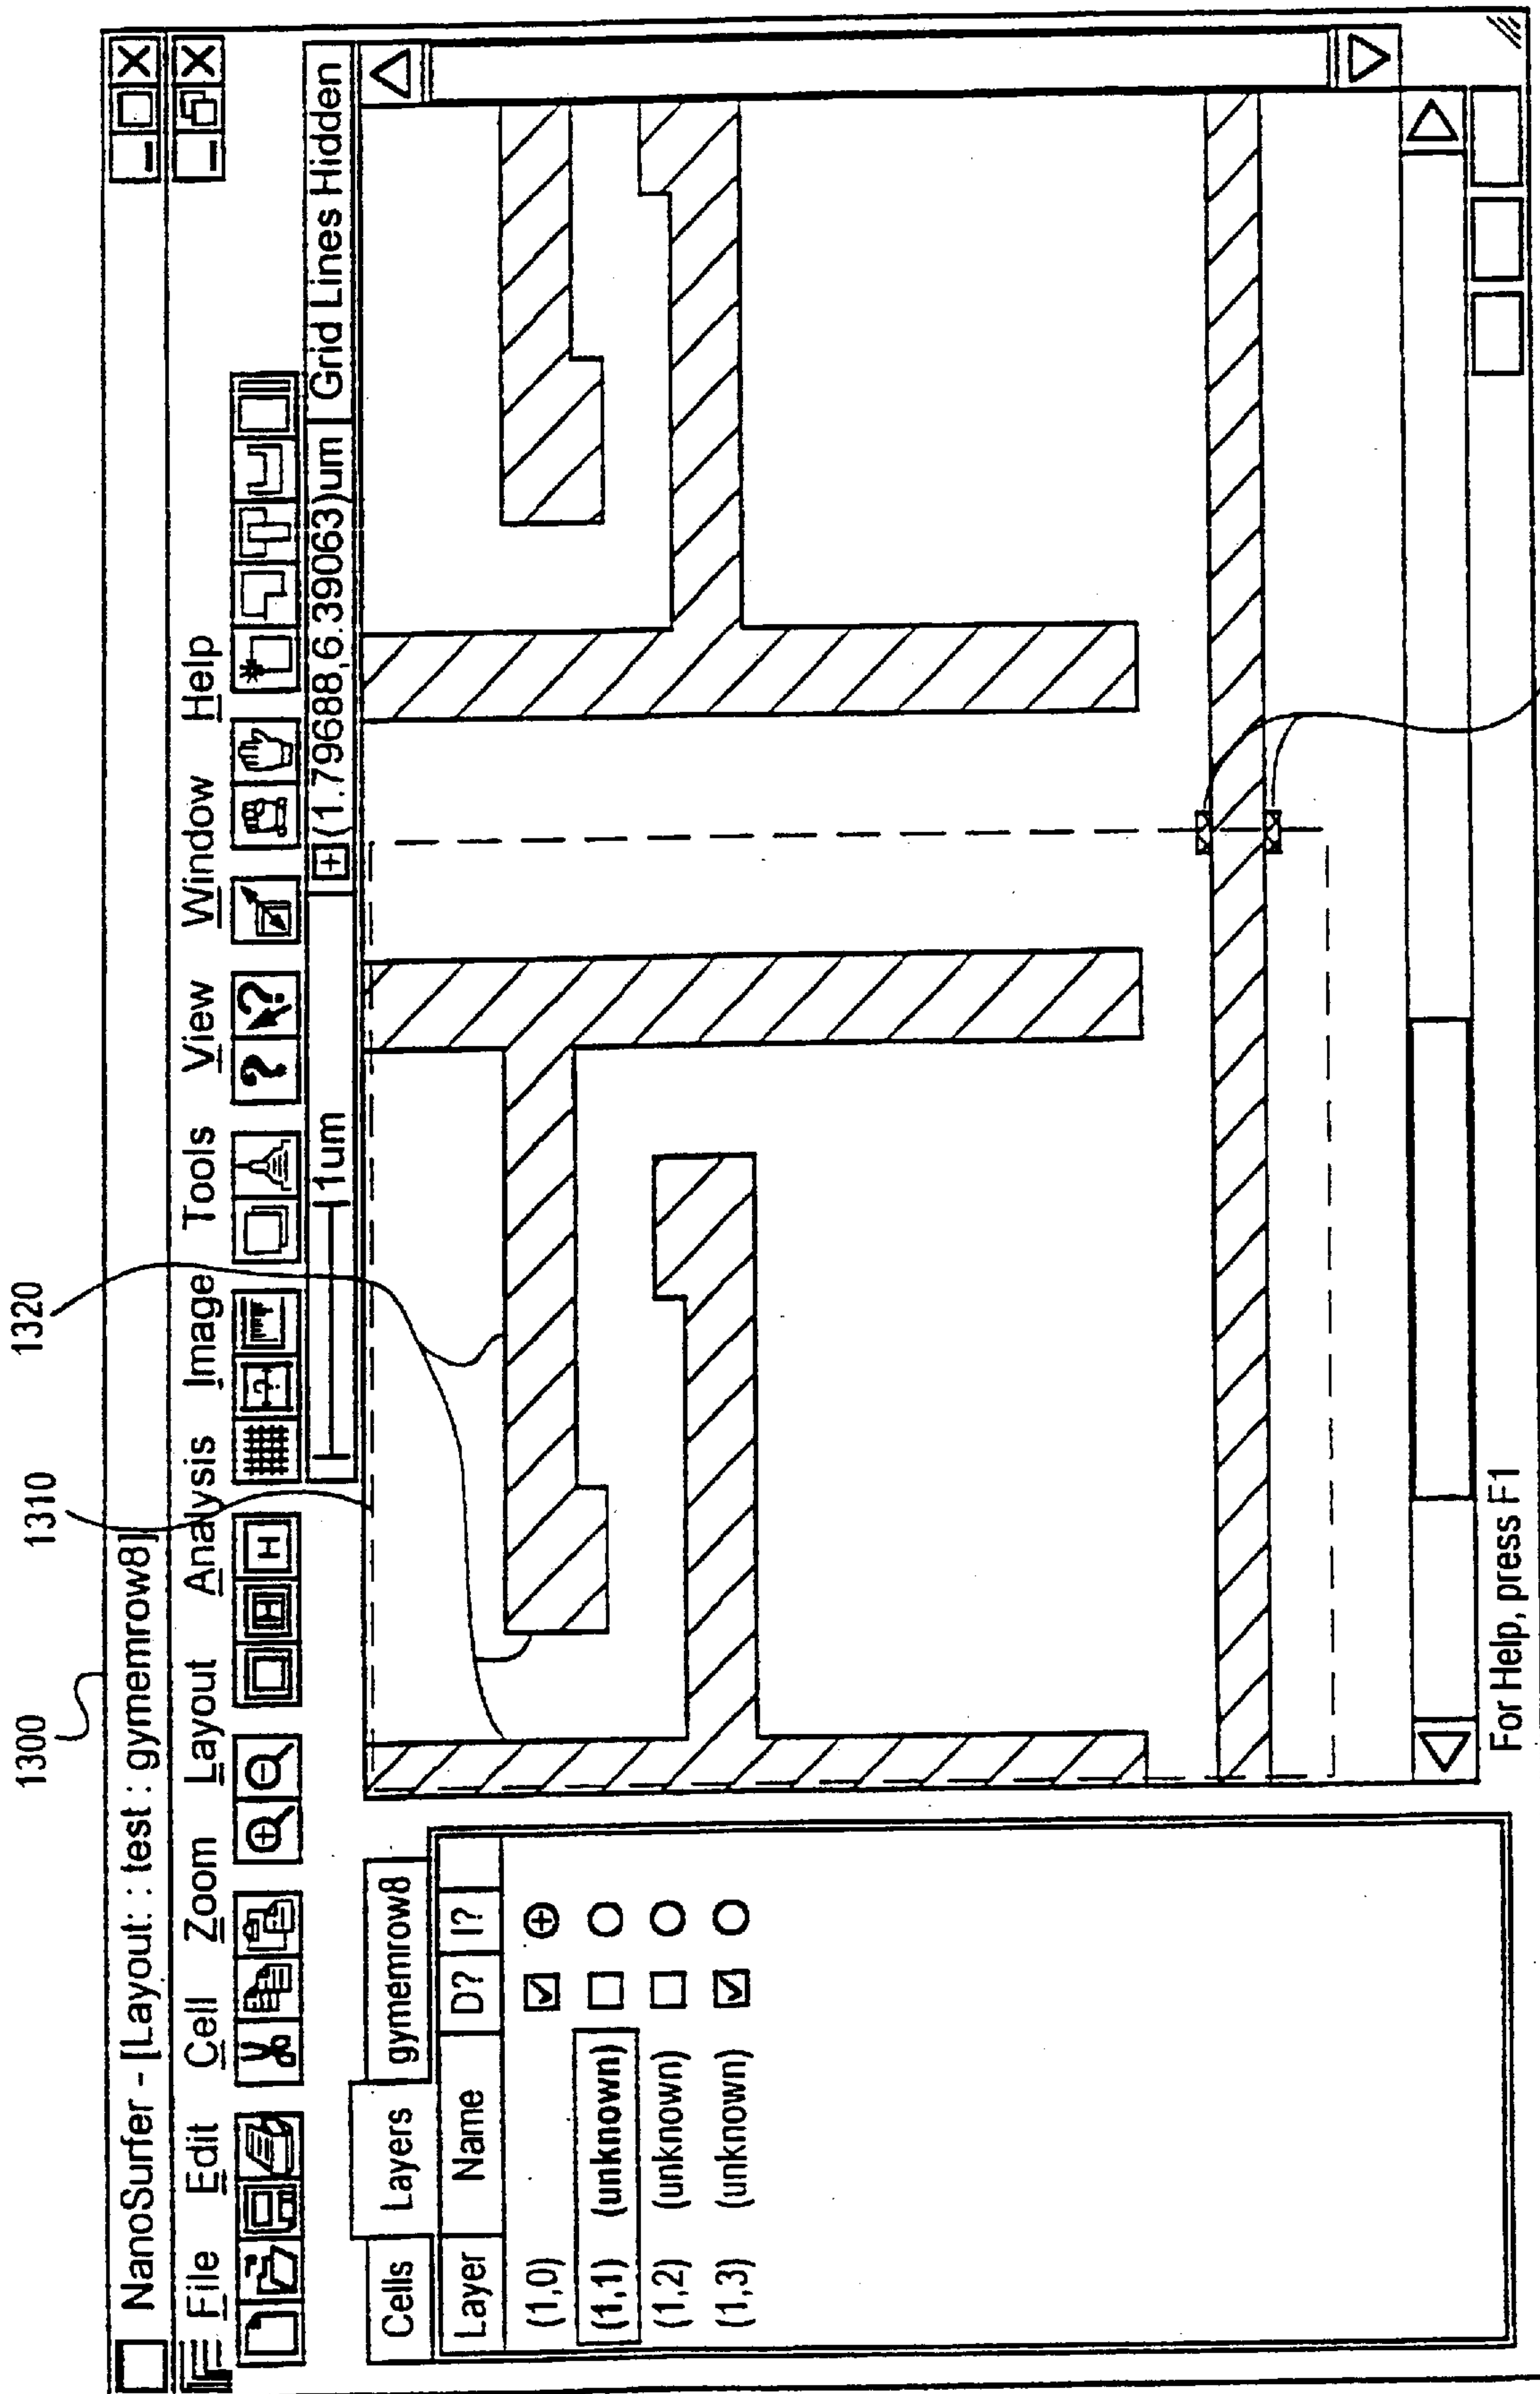 1300
1310
1320
NanoSurfer - [Layout: : test : gymemrow8]
File Edit Cell Zoom Layout Analysis Image Tools View Window Help
1um
(1.79688,6.39063)um
Grid Lines Hidden
Cells
Layers
gymemrow8
Layer Name D? I?
(1,0)
(1,1) (unknown)
(1,2) (unknown)
(1,3) (unknown)
For Help, press F1